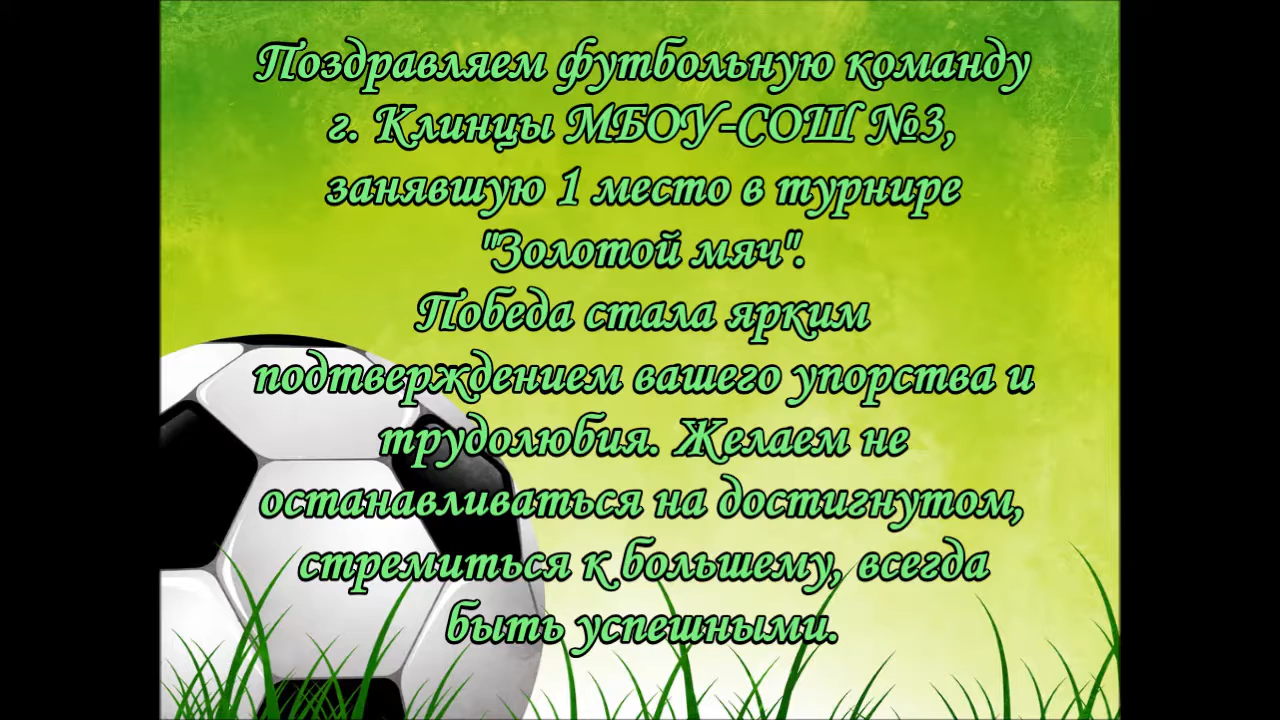 Поздравляем футбольную команду
г. Клинцы МБОУ-СОШ №3,
занявшую 1 место в турнире
"Золотой мяч".
Победа стала ярким
подтверждением вашего упорства и
трудолюбия. Желаем не
останавливаться на достигнутом,
стремиться к большему, всегда
быть успешными.